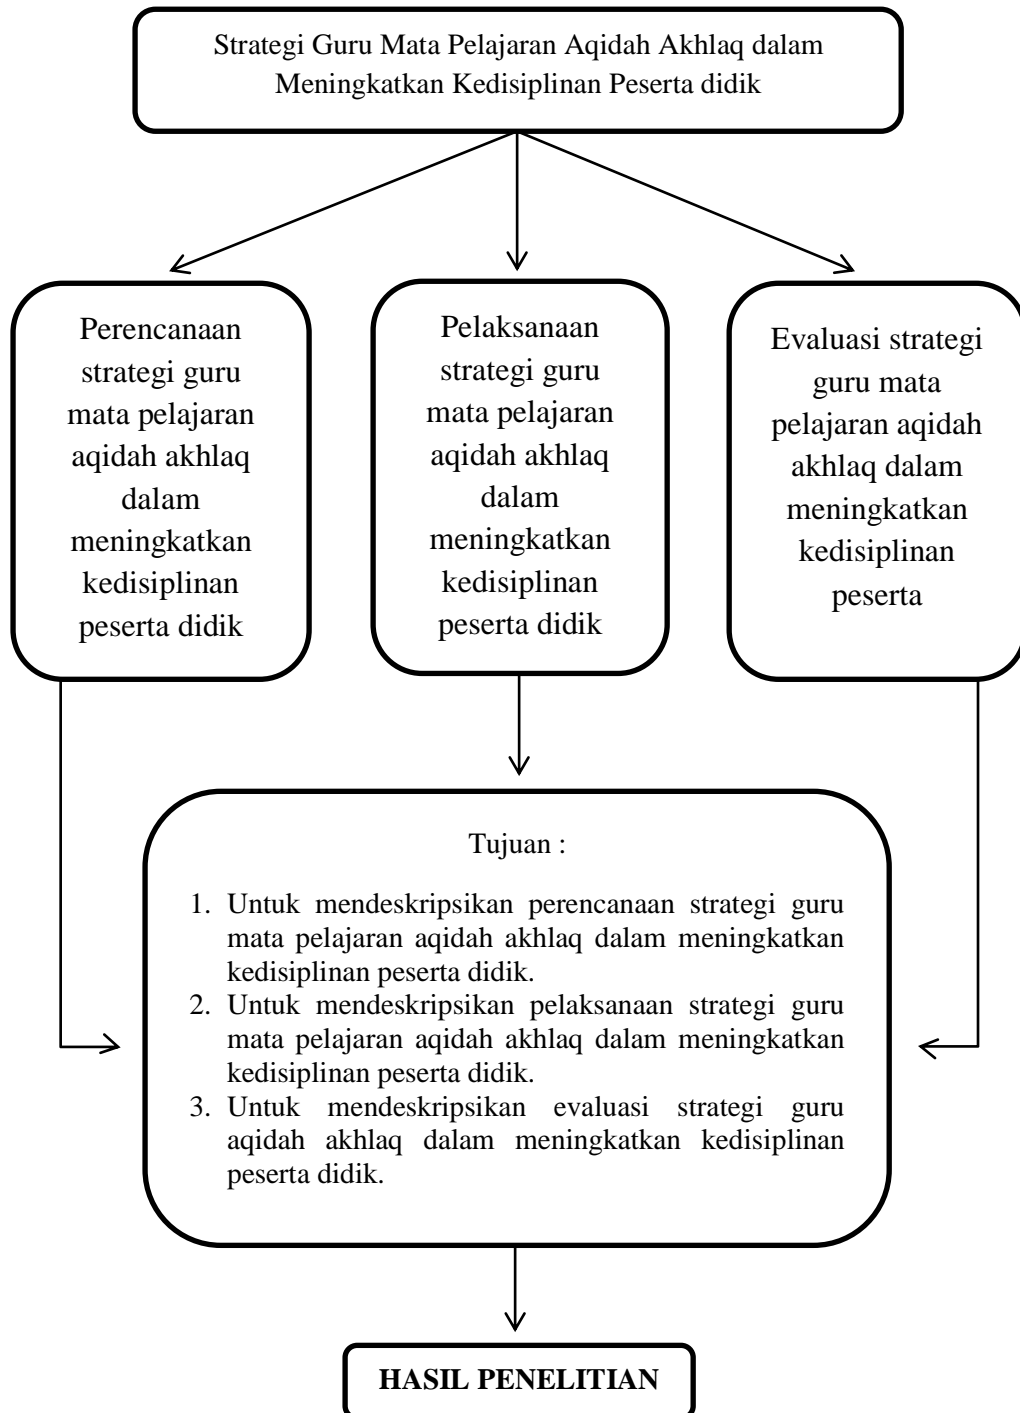 Strategi Guru Mata Pelajaran Aqidah Akhlaq dalam
Meningkatkan Kedisiplinan Peserta didik
Perencanaan
strategi guru
mata pelajaran
aqidah akhlaq
dalam
meningkatkan
kedisiplinan
peserta didik
Pelaksanaan
strategi guru
mata pelajaran
aqidah akhlaq
dalam
meningkatkan
kedisiplinan
peserta didik
Evaluasi strategi
guru mata
pelajaran aqidah
akhlaq dalam
meningkatkan
kedisiplinan
peserta
Tujuan :
1. Untuk mendeskripsikan perencanaan strategi guru
mata pelajaran aqidah akhlaq dalam meningkatkan
kedisiplinan peserta didik.
2. Untuk mendeskripsikan pelaksanaan strategi guru
mata pelajaran aqidah akhlaq dalam meningkatkan
kedisiplinan peserta didik.
3. Untuk mendeskripsikan evaluasi strategi guru
aqidah akhlaq dalam meningkatkan kedisiplinan
peserta didik.
HASIL PENELITIAN